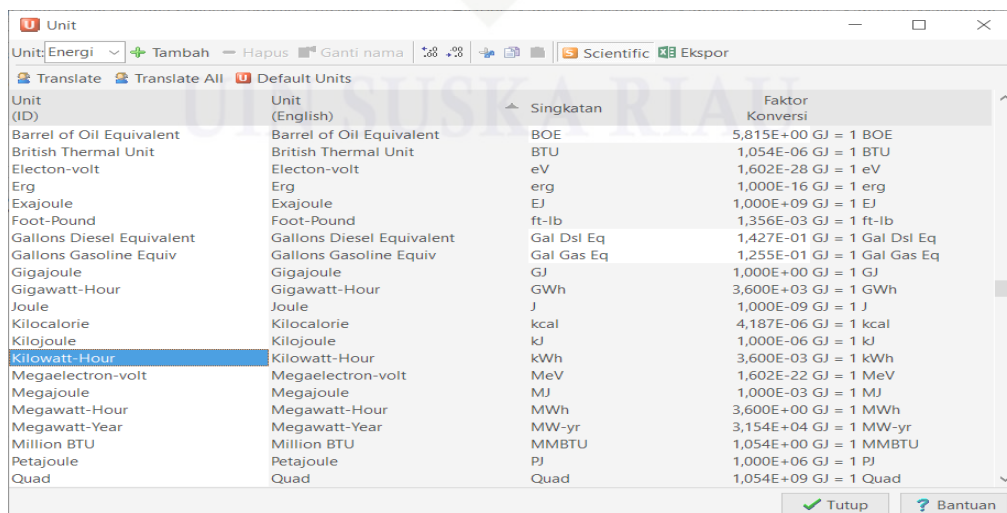 Unit
Unit: Energi Tambah Hapus Ganti nama Scientific Ekspor
Translate Translate All Default Units
Unit (ID) Unit (English) Singkatan Faktor Konversi
Barrel of Oil Equivalent Barrel of Oil Equivalent BOE 5,815E+00 GJ = 1 BOE
British Thermal Unit British Thermal Unit BTU 1,054E-06 GJ = 1 BTU
Electon-volt Electon-volt eV 1,602E-28 GJ = 1 eV
Erg Erg erg 1,000E-16 GJ = 1 erg
Exajoule Exajoule EJ 1,000E+09 GJ = 1 EJ
Foot-Pound Foot-Pound ft-lb 1,356E-03 GJ = 1 ft-lb
Gallons Diesel Equivalent Gallons Diesel Equivalent Gal Dsl Eq 1,427E-01 GJ = 1 Gal Dsl Eq
Gallons Gasoline Equiv Gallons Gasoline Equiv Gal Gas Eq 1,255E-01 GJ = 1 Gal Gas Eq
Gigajoule Gigajoule GJ 1,000E+00 GJ = 1 GJ
Gigawatt-Hour Gigawatt-Hour GWh 3,600E+03 GJ = 1 GWh
Joule Joule J 1,000E-09 GJ = 1 J
Kilocalorie Kilocalorie kcal 4,187E-06 GJ = 1 kcal
Kilojoule Kilojoule kJ 1,000E-06 GJ = 1 kJ
Kilowatt-Hour Kilowatt-Hour kWh 3,600E-03 GJ = 1 kWh
Megaelectron-volt Megaelectron-volt MeV 1,602E-22 GJ = 1 MeV
Megajoule Megajoule MJ 1,000E-03 GJ = 1 MJ
Megawatt-Hour Megawatt-Hour MWh 3,600E+00 GJ = 1 MWh
Megawatt-Year Megawatt-Year MW-yr 3,154E+04 GJ = 1 MW-yr
Million BTU Million BTU MMBTU 1,054E+00 GJ = 1 MMBTU
Petajoule Petajoule PJ 1,000E+06 GJ = 1 PJ
Quad Quad Quad 1,054E+09 GJ = 1 Quad
Tutup Bantuan
UIN SUSKA RIAU